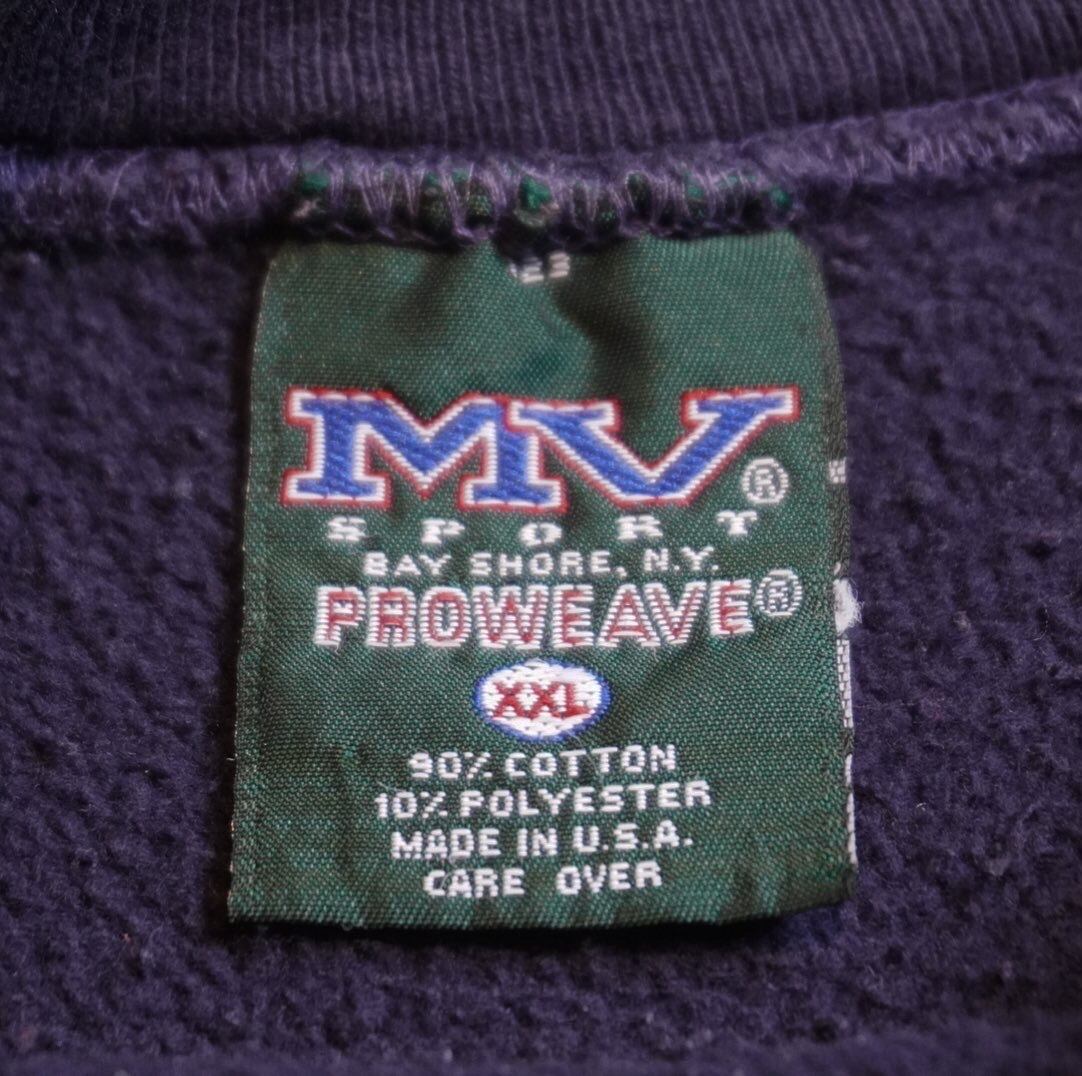 MV®
SPORT
BAY SHORE, N.Y.
PROWEAVE®
XXL
90% COTTON
10% POLYESTER
MADE IN U.S.A.
CARE OVER